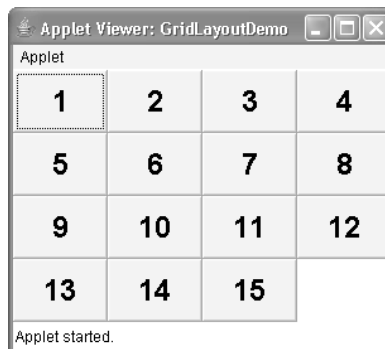 Applet Viewer: GridLayoutDemo
Applet
1 2 3 4
5 6 7 8
9 10 11 12
13 14 15
Applet started.